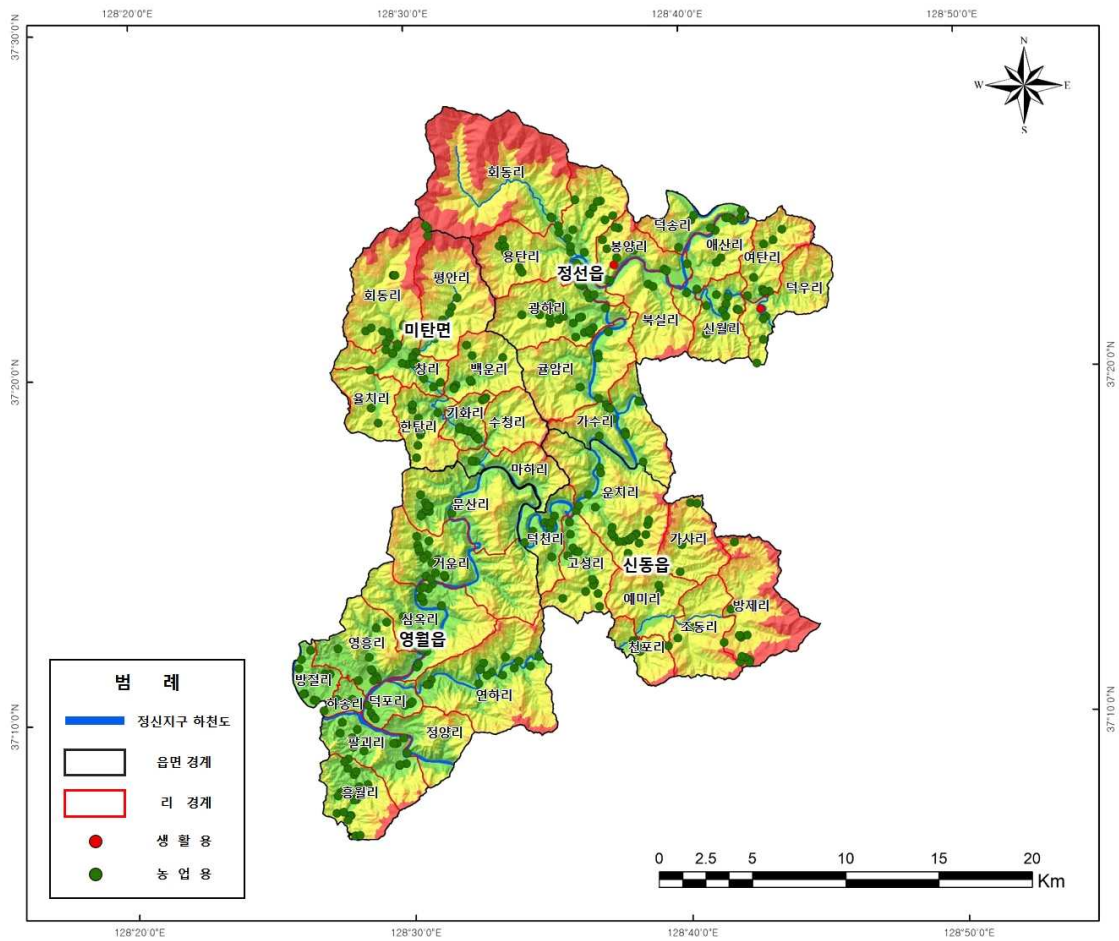 128°20'0"E
128°30'0"E
128°40'0"E
128°50'0"E
37°30'0"N
N
W
E
S
회동리
덕송리
봉양리
애산리
여탄리
용탄리
정선읍
평안리
회동리
덕우리
광하리
북실리
미탄면
신월리
37°20'0"N
37°20'0"N
창리
백운리
귤암리
율치리
기화리
한탄리
수청리
가수리
마하리
운치리
문산리
덕천리
가사리
거운리
고성리
신동읍
예미리
방제리
삼옥리
조동리
영흥리
영월읍
천포리
방절리
연하리
하송리
덕포리
정양리
팔괴리
흥월리
37°10'0"N
37°10'0"N
범 례
정신지구 하천도
읍면 경계
리 경계
생 활 용
농 업 용
0 2.5 5 10 15 20
Km
128°20'0"E
128°30'0"E
128°40'0"E
128°50'0"E